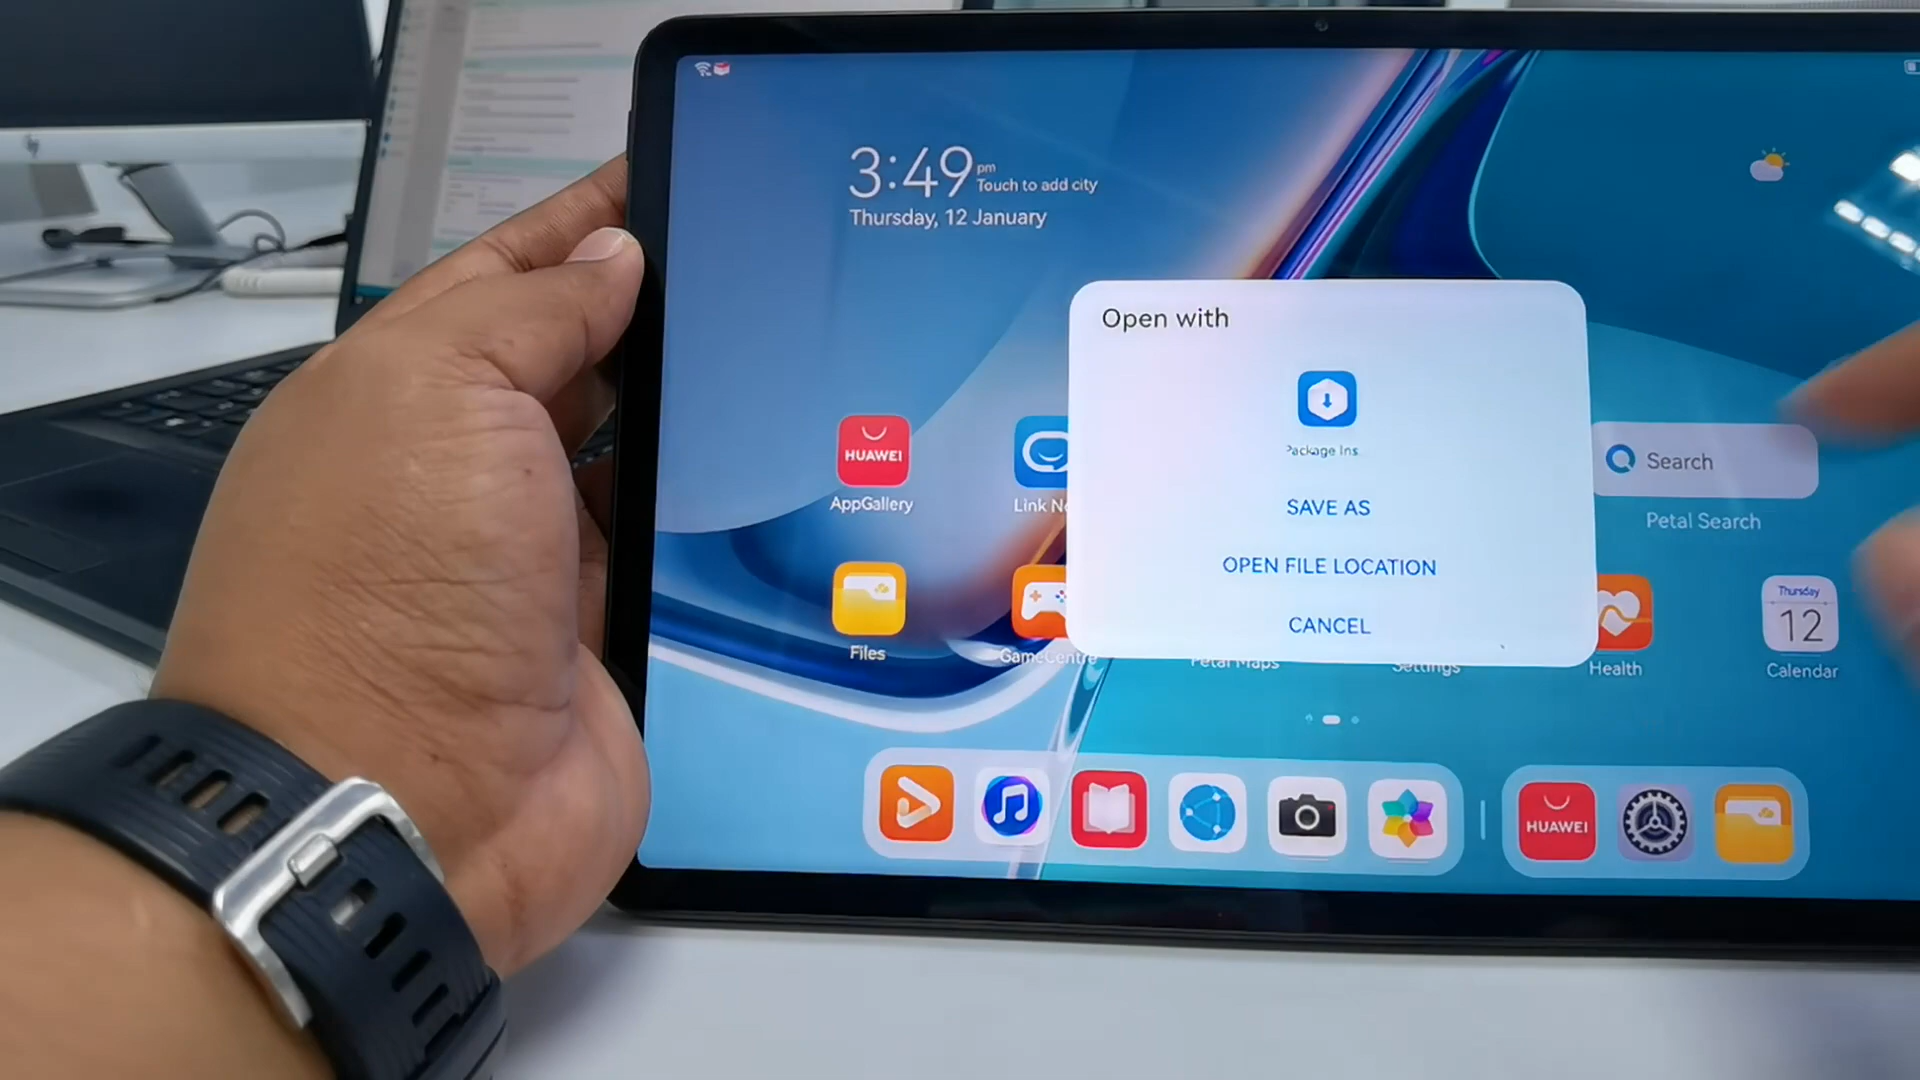 3:49 pm
Touch to add city
Thursday, 12 January
Open with
Package Ins
SAVE AS
OPEN FILE LOCATION
CANCEL
HUAWEI
AppGallery
Link N
Search
Petal Search
Files
GameCentre
Petal Maps
Settings
Health
Thursday
12
Calendar
HUAWEI
hp